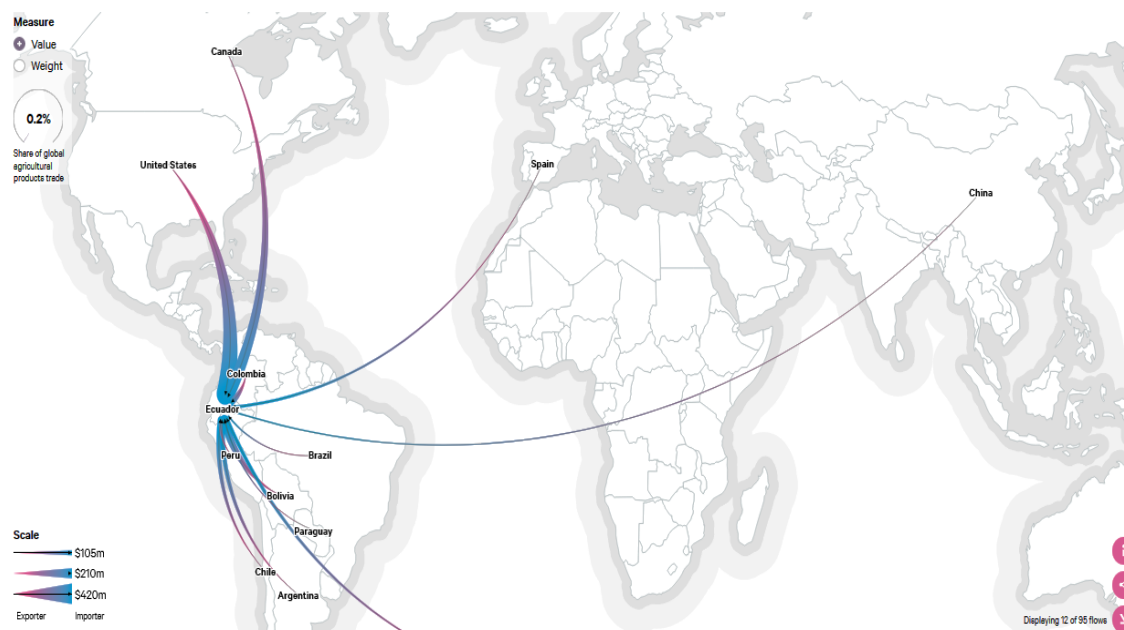 Measure
Value
Weight
0.2%
Share of global
agricultural
products trade
Canada
United States
Spain
China
Colombia
Ecuador
Peru
Brazil
Bolivia
Paraguay
Chile
Argentina
Scale
$105m
$210m
$420m
Exporter Importer
Displaying 12 of 95 flows